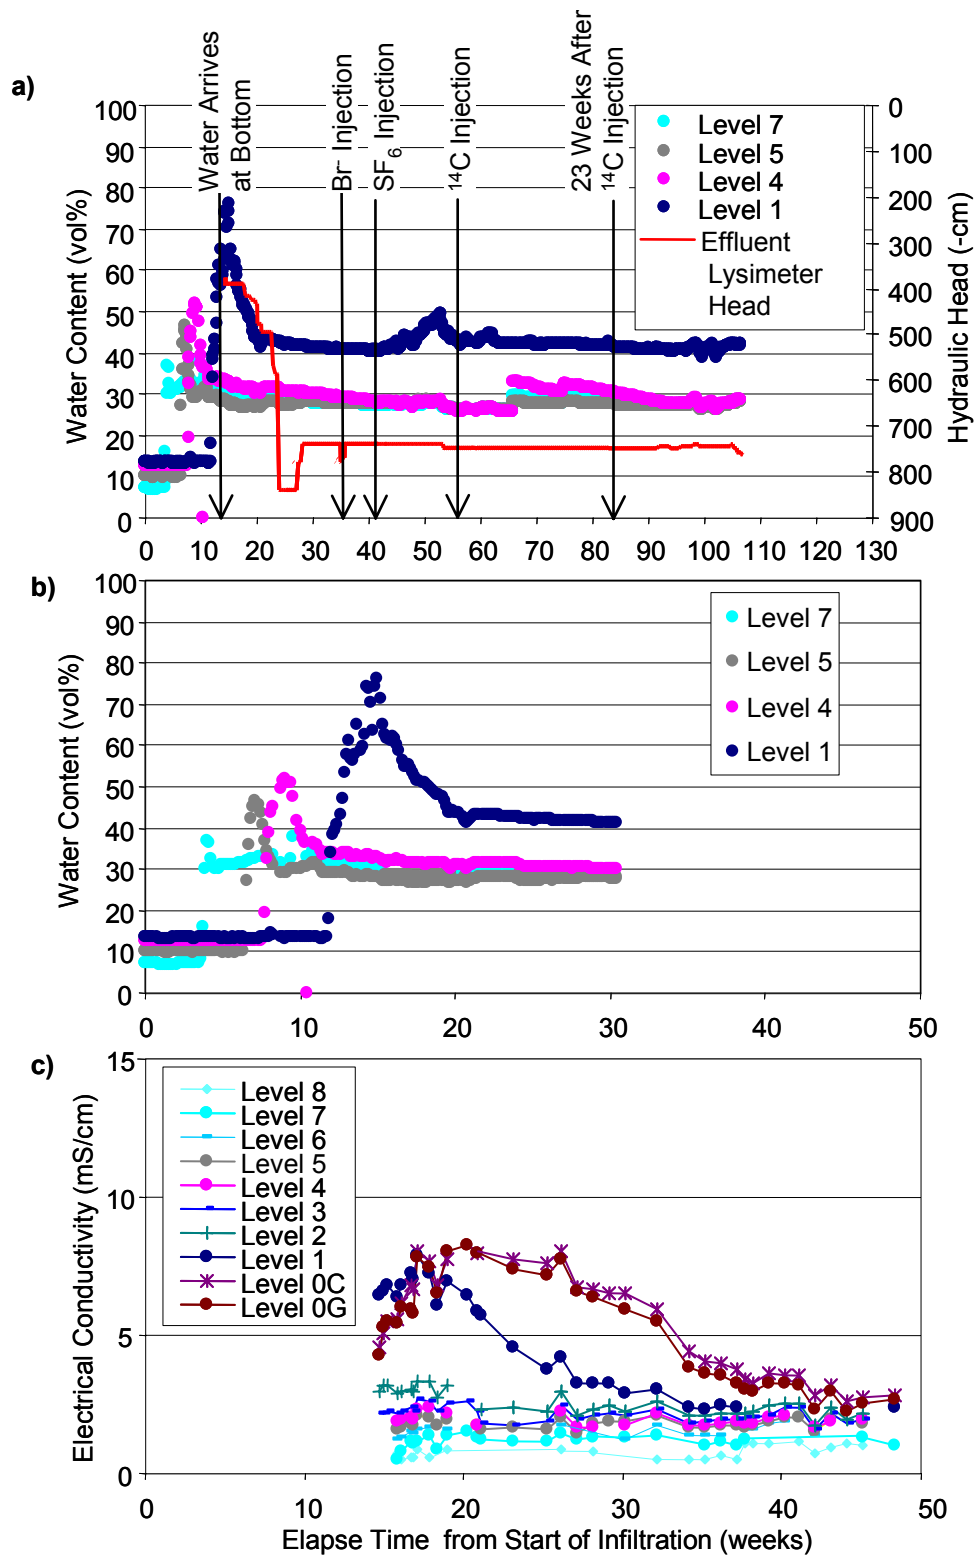 a)
Water Arrives
at Bottom
Br- Injection
SF6 Injection
14C Injection
23 Weeks After
14C Injection
100
90
80
70
60
50
40
30
20
10
0
Water Content (vol%)
Level 7
Level 5
Level 4
Level 1
Effluent
Lysimeter
Head
0
100
200
300
400
500
600
700
800
900
Hydraulic Head (-cm)
0 10 20 30 40 50 60 70 80 90 100 110 120 130
b)
100
90
80
70
60
50
40
30
20
10
0
Water Content (vol%)
Level 7
Level 5
Level 4
Level 1
0 10 20 30 40 50
c)
15
10
5
0
Electrical Conductivity (mS/cm)
Level 8
Level 7
Level 6
Level 5
Level 4
Level 3
Level 2
Level 1
Level 0C
Level 0G
0 10 20 30 40 50
Elapse Time from Start of Infiltration (weeks)